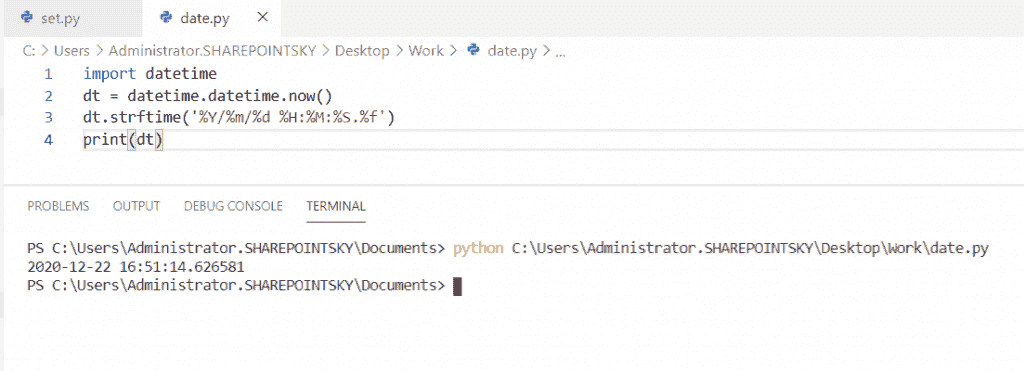 set.py date.py ×
C: > Users > Administrator.SHAREPOINTSKY > Desktop > Work > date.py > ...
1 import datetime
2 dt = datetime.datetime.now()
3 dt.strftime('%Y/%m/%d %H:%M:%S.%f')
4 print(dt)
PROBLEMS OUTPUT DEBUG CONSOLE TERMINAL
PS C:\Users\Administrator.SHAREPOINTSKY\Documents> python C:\Users\Administrator.SHAREPOINTSKY\Desktop\Work\date.py
2020-12-22 16:51:14.626581
PS C:\Users\Administrator.SHAREPOINTSKY\Documents>